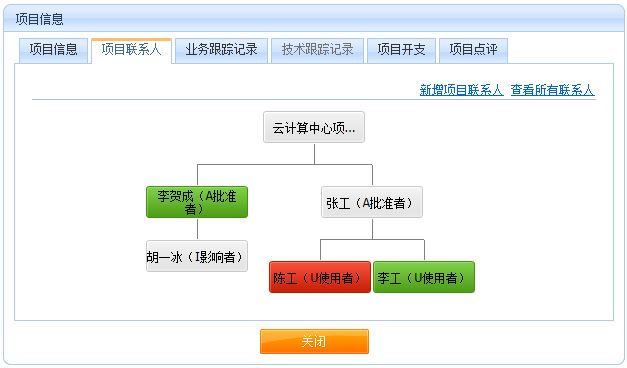 项目信息
项目信息 项目联系人 业务跟踪记录 技术跟踪记录 项目开支 项目点评
新增项目联系人 查看所有联系人
云计算中心项...
李贺成（A批准
者）
张工（A批准者）
胡一冰（I影响者）
陈工（U使用者）
李工（U使用者）
关闭